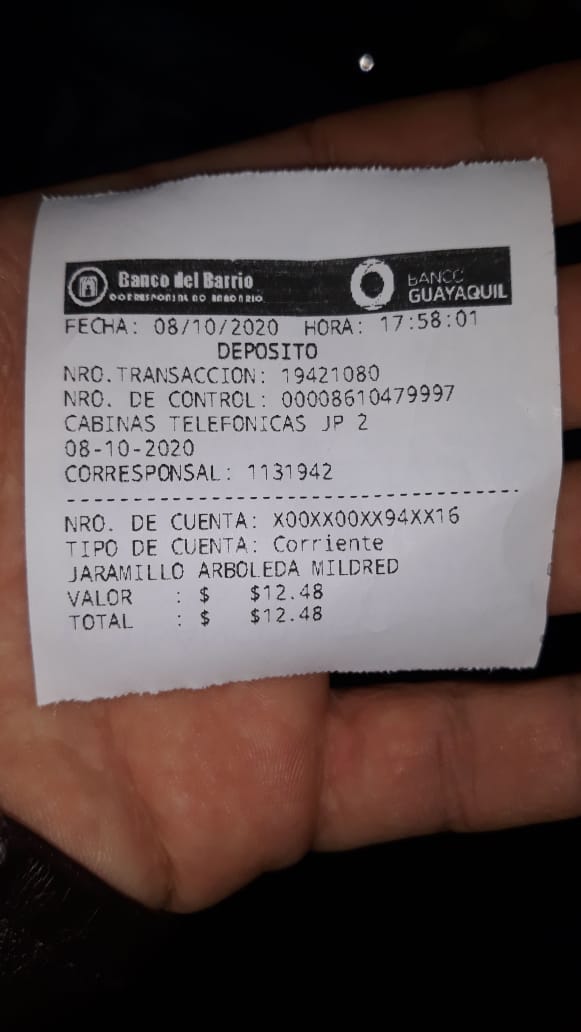 Banco del Barrio
CORRESPONSAL NO BANCARIO
BANCO
GUAYAQUIL
FECHA: 08/10/2020 HORA: 17:58:01
DEPOSITO
NRO.TRANSACCION: 19421080
NRO. DE CONTROL: 00008610479997
CABINAS TELEFONICAS JP 2
08-10-2020
CORRESPONSAL: 1131942
NRO. DE CUENTA: X00XX00XX94XX16
TIPO DE CUENTA: Corriente
JARAMILLO ARBOLEDA MILDRED
VALOR : $ $12.48
TOTAL : $ $12.48